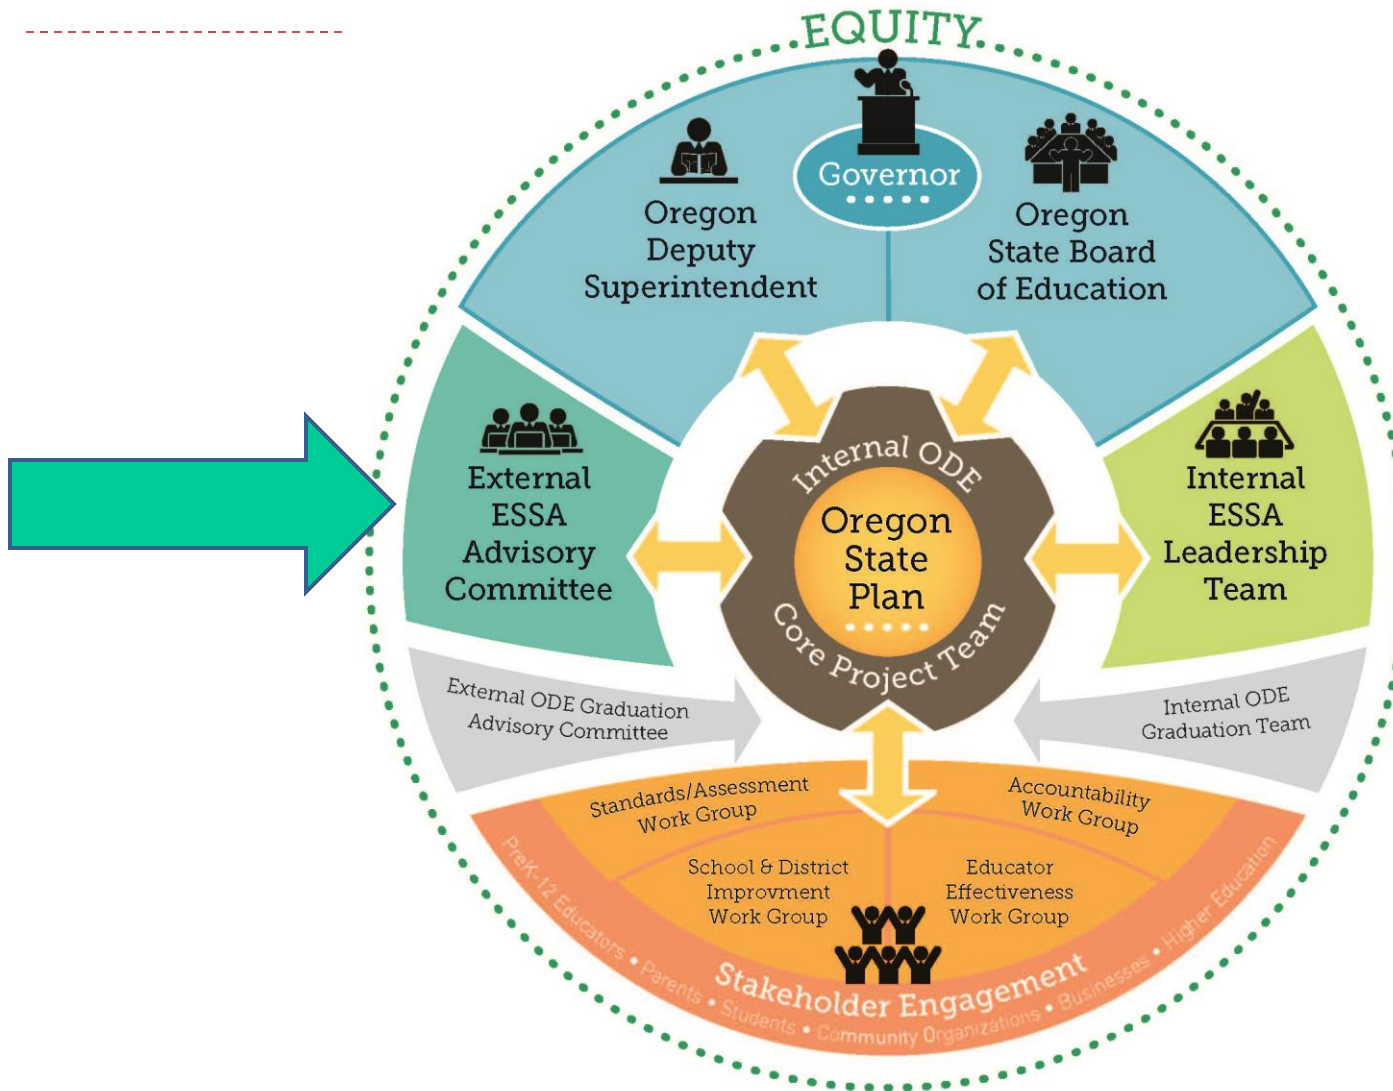 EQUITY
Governor
Oregon
Deputy
Superintendent
Oregon
State Board
of Education
External
ESSA
Advisory
Committee
Internal ODE
Oregon
State
Plan
Core Project Team
Internal
ESSA
Leadership
Team
External ODE Graduation
Advisory Committee
Internal ODE
Graduation Team
Standards/Assessment
Work Group
Accountability
Work Group
School & District
Improvment
Work Group
Educator
Effectiveness
Work Group
Stakeholder Engagement
PreK-12 Educators • Parents • Students • Community Organizations • Businesses • Higher Education